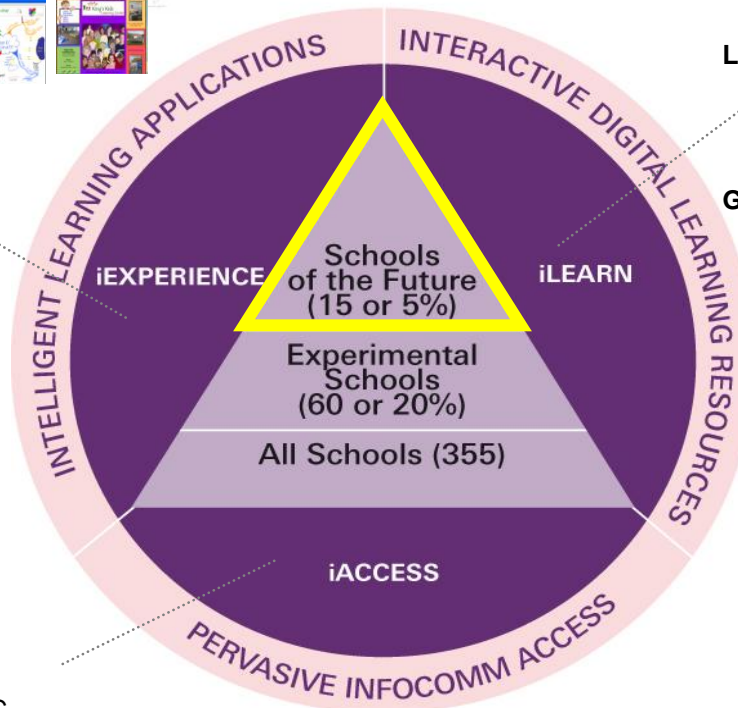 INTELLIGENT LEARNING APPLICATIONS
INTERACTIVE DIGITAL LEARNING RESOURCES
L
G
iEXPERIENCE
Schools
of the Future
(15 or 5%)
iLEARN
Experimental
Schools
(60 or 20%)
All Schools (355)
iACCESS
PERVASIVE INFOCOMM ACCESS